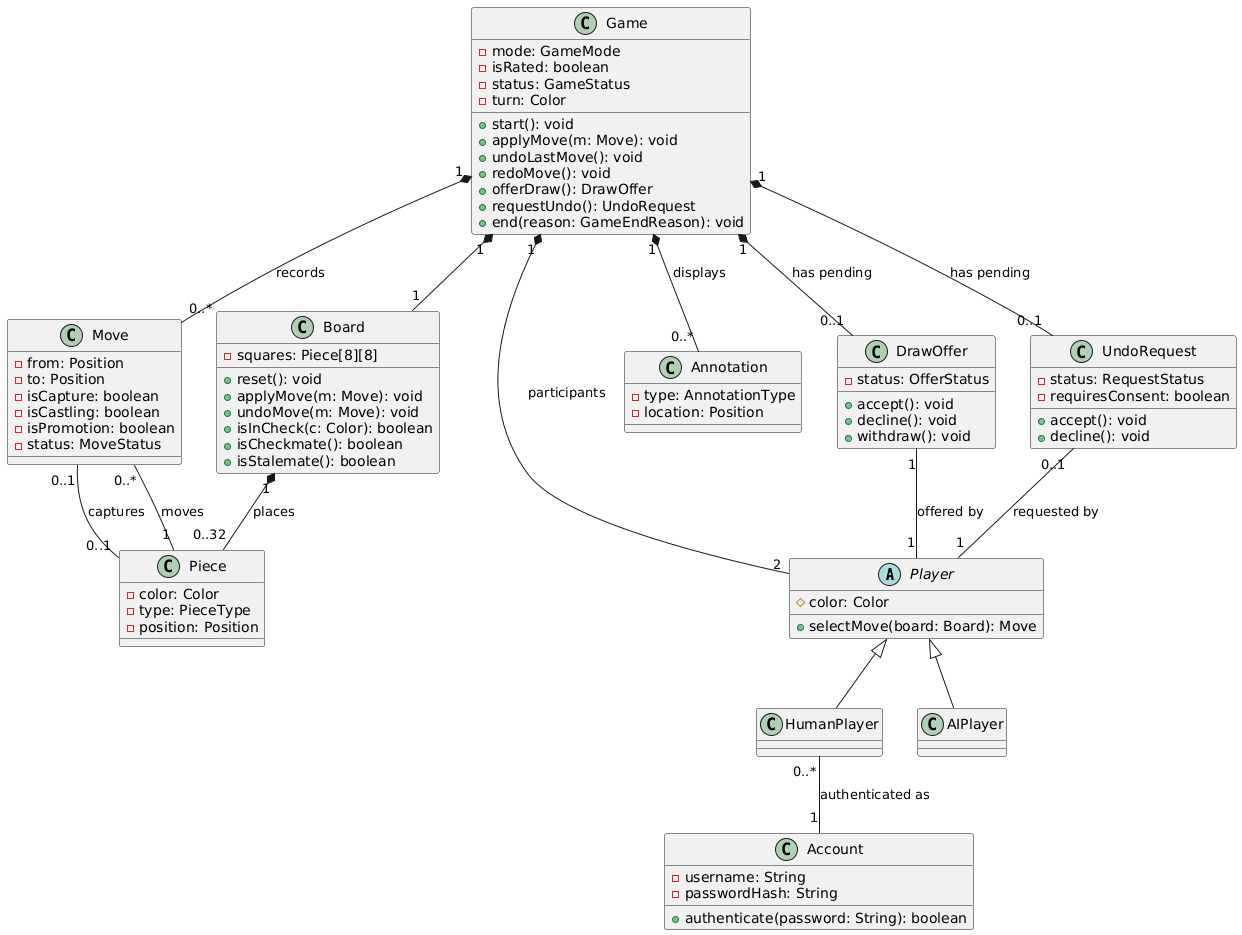 C Game
mode: GameMode
isRated: boolean
status: GameStatus
turn: Color
start(): void
applyMove(m: Move): void
undoLastMove(): void
redoMove(): void
offerDraw(): DrawOffer
requestUndo(): UndoRequest
end(reason: GameEndReason): void
1
1
1
1
1
1
records
displays
has pending
has pending
participants
0..*
1
0..*
0..1
0..1
2
C Move
from: Position
to: Position
isCapture: boolean
isCastling: boolean
isPromotion: boolean
status: MoveStatus
C Board
squares: Piece[8][8]
reset(): void
applyMove(m: Move): void
undoMove(m: Move): void
isInCheck(c: Color): boolean
isCheckmate(): boolean
isStalemate(): boolean
C Annotation
type: AnnotationType
location: Position
C DrawOffer
status: OfferStatus
accept(): void
decline(): void
withdraw(): void
C UndoRequest
status: RequestStatus
requiresConsent: boolean
accept(): void
decline(): void
0..1
0..*
1
1
0..1
captures
moves
places
offered by
requested by
0..1
1
0..32
1
1
C Piece
color: Color
type: PieceType
position: Position
A Player
color: Color
selectMove(board: Board): Move
C HumanPlayer
C AIPlayer
0..*
authenticated as
1
C Account
username: String
passwordHash: String
authenticate(password: String): boolean